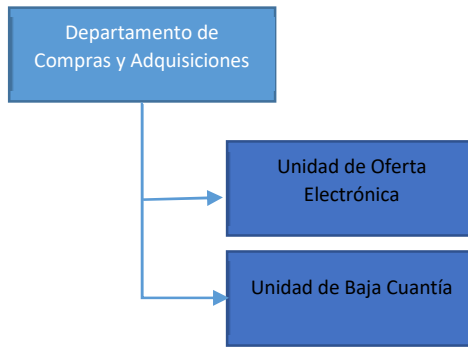 Departamento de
Compras y Adquisiciones
Unidad de Oferta
Electrónica
Unidad de Baja Cuantía